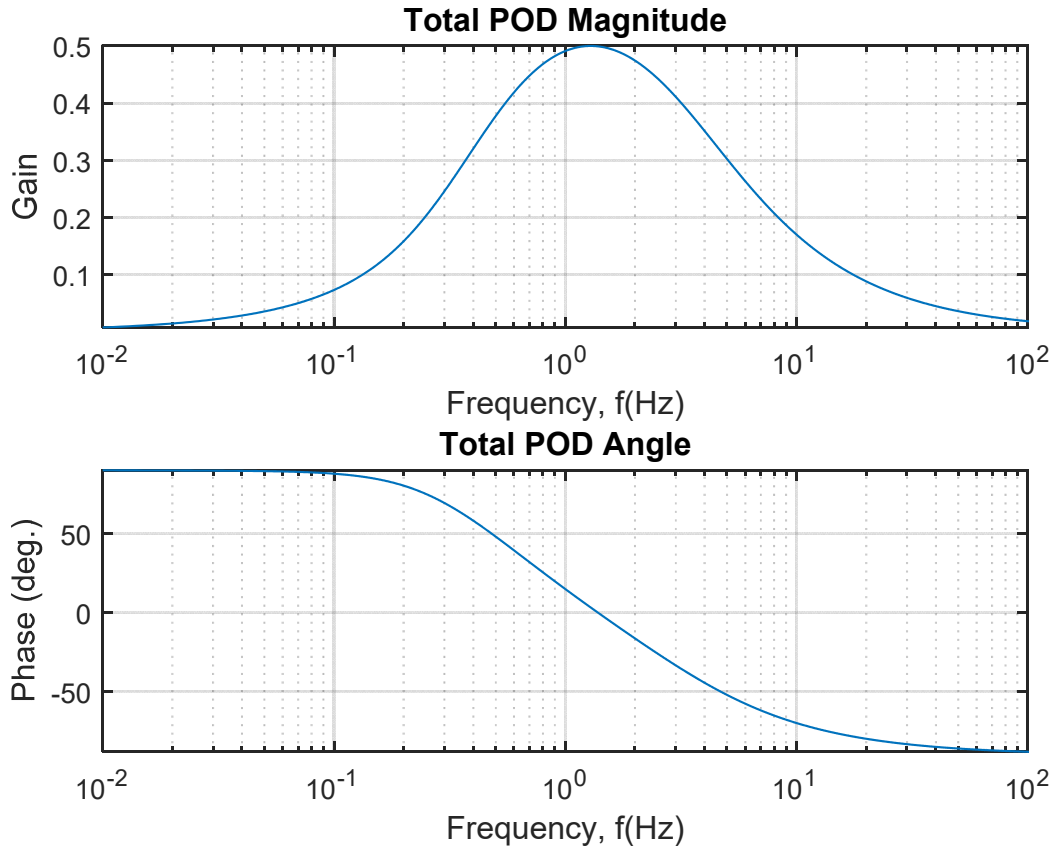 Total POD Magnitude
0.5
0.4
0.3
0.2
0.1
Gain
10^-2 10^-1 10^0 10^1 10^2
Frequency, f(Hz)
Total POD Angle
50
0
-50
Phase (deg.)
10^-2 10^-1 10^0 10^1 10^2
Frequency, f(Hz)